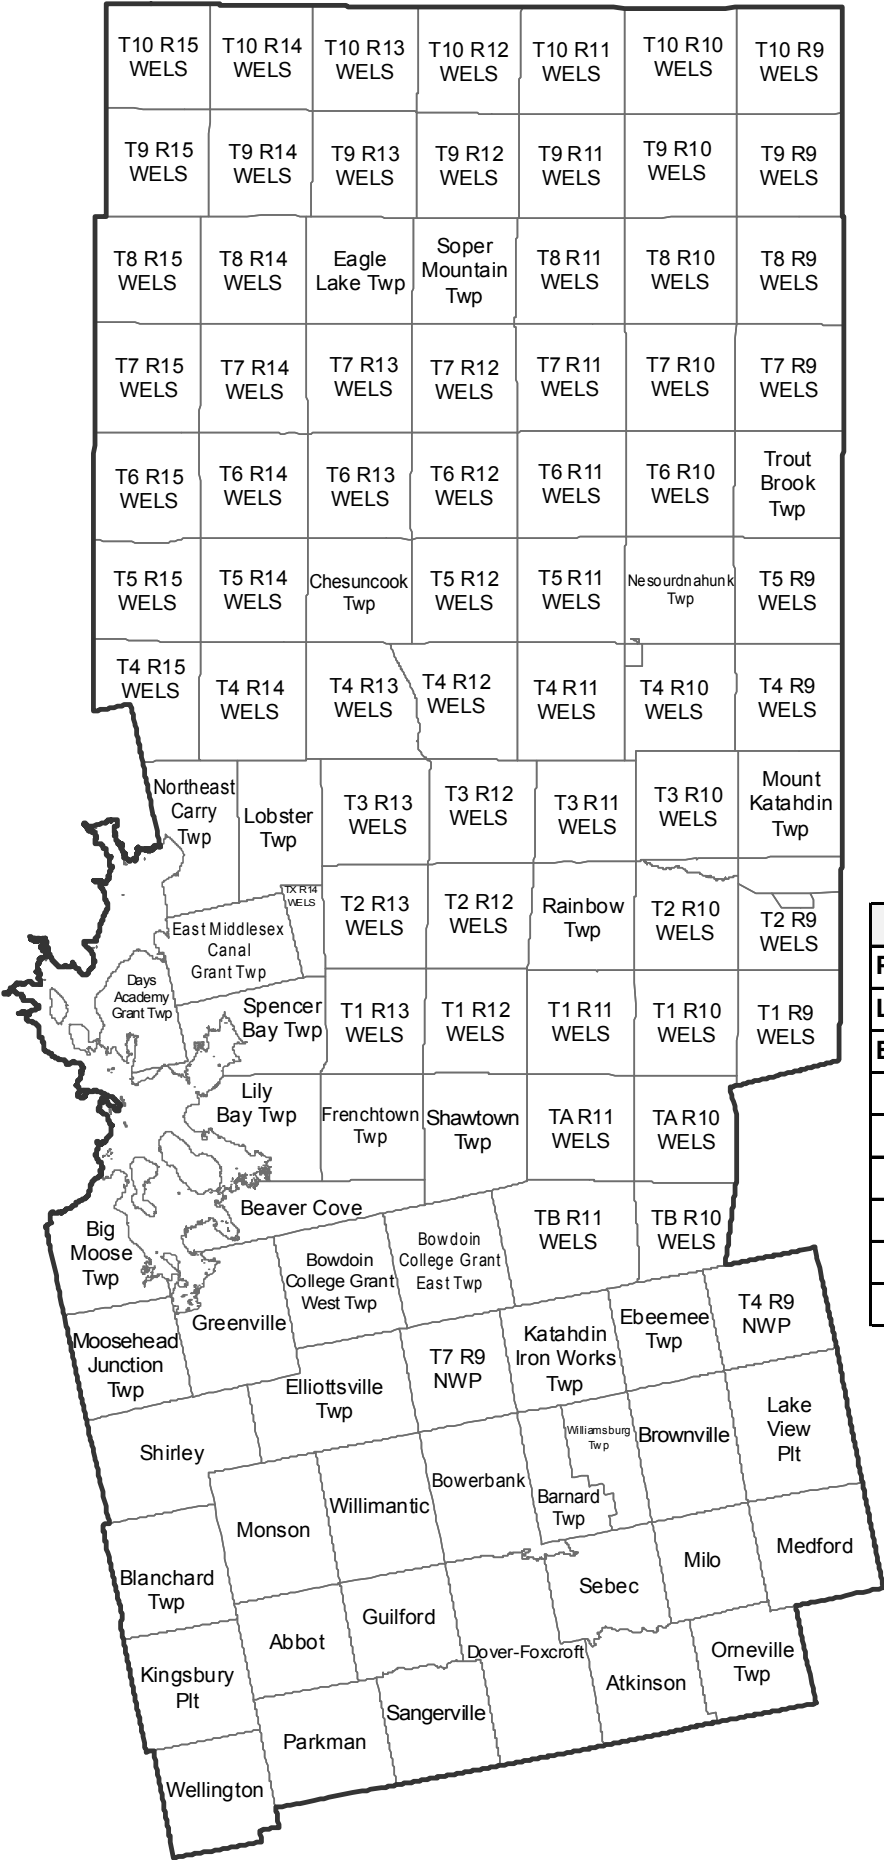 T10 R15
WELS
T10 R14
WELS
T10 R13
WELS
T10 R12
WELS
T10 R11
WELS
T10 R10
WELS
T10 R9
WELS
T9 R15
WELS
T9 R14
WELS
T9 R13
WELS
T9 R12
WELS
T9 R11
WELS
T9 R10
WELS
T9 R9
WELS
T8 R15
WELS
T8 R14
WELS
Eagle
Lake Twp
Soper
Mountain
Twp
T8 R11
WELS
T8 R10
WELS
T8 R9
WELS
T7 R15
WELS
T7 R14
WELS
T7 R13
WELS
T7 R12
WELS
T7 R11
WELS
T7 R10
WELS
T7 R9
WELS
T6 R15
WELS
T6 R14
WELS
T6 R13
WELS
T6 R12
WELS
T6 R11
WELS
T6 R10
WELS
Trout
Brook
Twp
T5 R15
WELS
T5 R14
WELS
Chesuncook
Twp
T5 R12
WELS
T5 R11
WELS
Nesourdnahunk
Twp
T5 R9
WELS
T4 R15
WELS
T4 R14
WELS
T4 R13
WELS
T4 R12
WELS
T4 R11
WELS
T4 R10
WELS
T4 R9
WELS
Northeast
Carry
Twp
Lobster
Twp
T3 R13
WELS
T3 R12
WELS
T3 R11
WELS
T3 R10
WELS
Mount
Katahdin
Twp
TX R14
WELS
T2 R13
WELS
T2 R12
WELS
Rainbow
Twp
T2 R10
WELS
T2 R9
WELS
East Middlesex
Canal
Grant Twp
Days
Academy
Grant Twp
Spencer
Bay Twp
T1 R13
WELS
T1 R12
WELS
T1 R11
WELS
T1 R10
WELS
T1 R9
WELS
Lily
Bay Twp
Frenchtown
Twp
Shawtown
Twp
TA R11
WELS
TA R10
WELS
Beaver Cove
Big
Moose
Twp
Bowdoin
College Grant
West Twp
Bowdoin
College Grant
East Twp
TB R11
WELS
TB R10
WELS
Greenville
Moosehead
Junction
Twp
Elliottsville
Twp
T7 R9
NWP
Katahdin
Iron Works
Twp
Ebeemee
Twp
T4 R9
NWP
Shirley
Bowerbank
Williamsburg
Twp
Brownville
Lake
View
Plt
Monson
Willimantic
Barnard
Twp
Blanchard
Twp
Sebec
Milo
Medford
Abbot
Guilford
Dover-Foxcroft
Orneville
Twp
Kingsbury
Plt
Atkinson
Parkman
Sangerville
Wellington